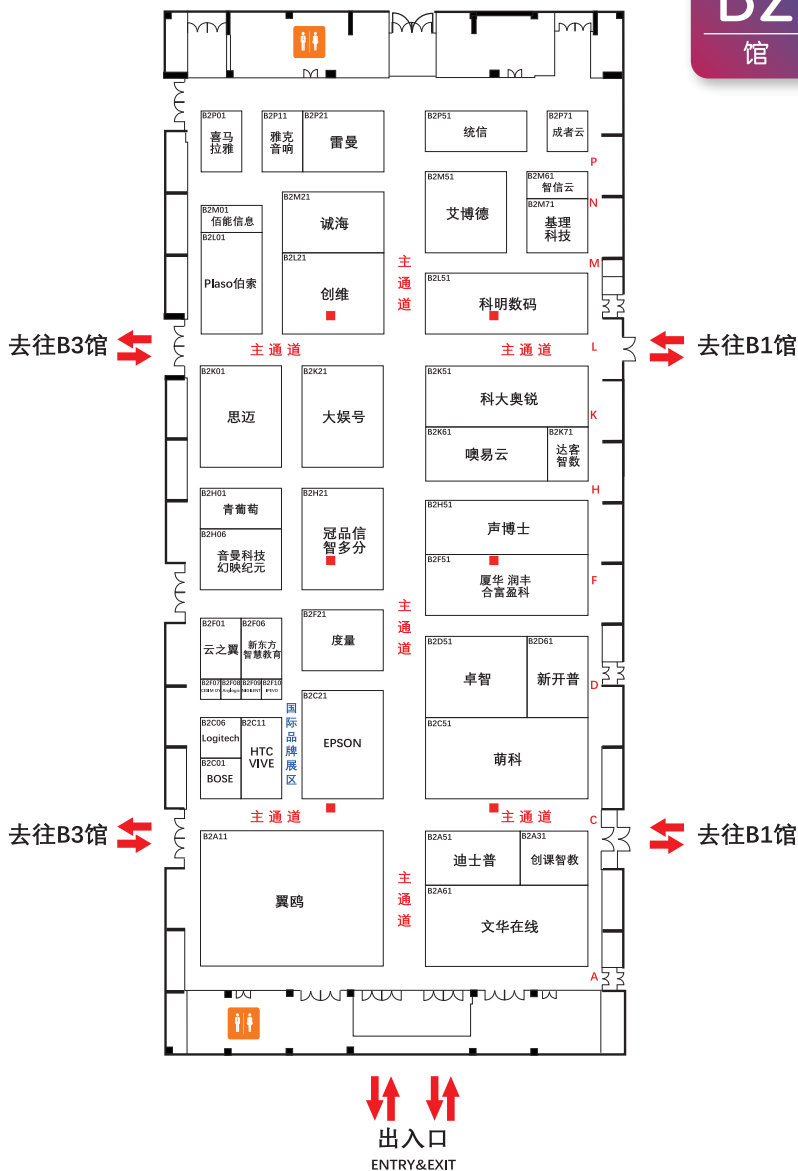 B2
馆
B2P01
喜马
拉雅
B2P11
雅克
音响
B2P21
雷曼
B2P51
统信
B2P71
成者云
P
B2M01
佰能信息
B2M21
诚海
B2M51
艾博德
B2M61
智信云
N
B2M71
基理
科技
B2L01
Plaso伯索
B2L21
创维
主
通
道
M
B2L51
科明数码
去往B3馆
主通道
主通道
L
去往B1馆
B2K01
思迈
B2K21
大娱号
B2K51
科大奥锐
K
B2K61
噢易云
B2K71
达客
智数
H
B2H01
青葡萄
B2H06
音曼科技
幻映纪元
B2H21
冠品信
智多分
B2H51
声博士
B2F51
厦华 润丰
合富盈科
F
B2F01
云之翼
B2F06
新东方
智慧教育
B2F21
度量
主
通
道
B2D51
卓智
B2D61
新开普
D
B2F07
B2F08
B2F09
B2F10
IPEVO
国
际
品
牌
展
区
B2C06
Logitech
B2C01
BOSE
B2C11
HTC
VIVE
B2C21
EPSON
B2C51
萌科
去往B3馆
主通道
主通道
C
去往B1馆
B2A11
翼鸥
主
通
道
B2A51
迪士普
B2A31
创课智教
B2A61
文华在线
A
出入口
ENTRY&EXIT